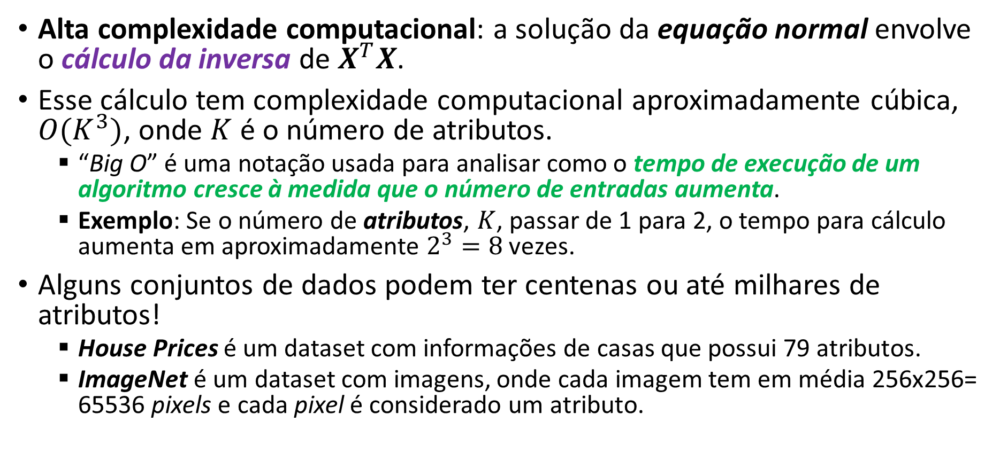 • Alta complexidade computacional: a solução da equação normal envolve
o cálculo da inversa de XᵀX.
• Esse cálculo tem complexidade computacional aproximadamente cúbica,
O(K³), onde K é o número de atributos.
▪ “Big O” é uma notação usada para analisar como o tempo de execução de um
algoritmo cresce à medida que o número de entradas aumenta.
▪ Exemplo: Se o número de atributos, K, passar de 1 para 2, o tempo para cálculo
aumenta em aproximadamente 2³ = 8 vezes.
• Alguns conjuntos de dados podem ter centenas ou até milhares de
atributos!
▪ House Prices é um dataset com informações de casas que possui 79 atributos.
▪ ImageNet é um dataset com imagens, onde cada imagem tem em média 256x256=
65536 pixels e cada pixel é considerado um atributo.